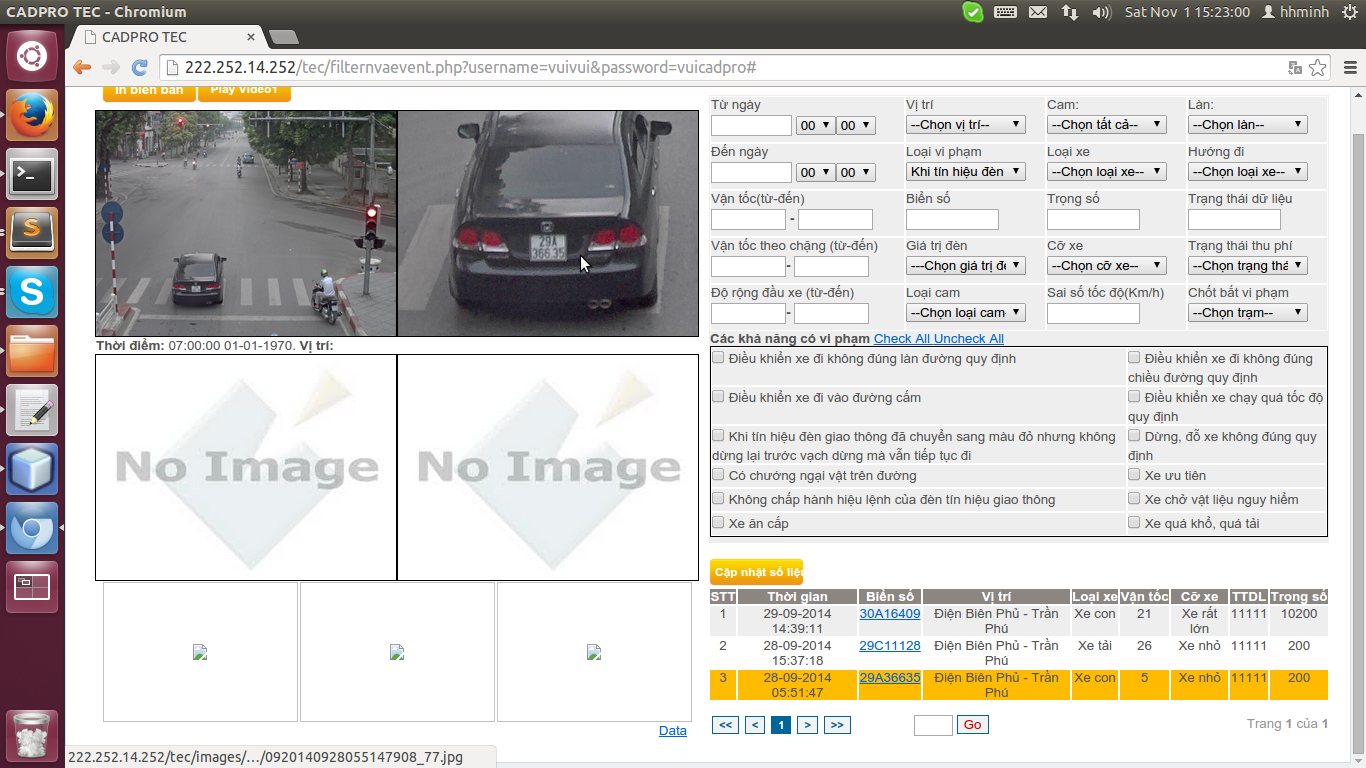 CADPRO TEC - Chromium
Sat Nov 1 15:23:00
hhminh
CADPRO TEC
222.252.14.252/tec/filternvaevent.php?username=vuivui&password=vuicadpro#
In biên bản
Play Video1
29A
366.35
Thời điểm: 07:00:00 01-01-1970. Vị trí:
No Image
No Image
Data
Từ ngày
Vị trí
Cam:
Làn:
00
00
--Chọn vị trí--
--Chọn tất cả--
--Chọn làn--
Đến ngày
Loại vi phạm
Loại xe
Hướng đi
00
00
Khi tín hiệu đèn
--Chọn loại xe--
--Chọn loại xe--
Vận tốc(từ-đến)
Biển số
Trọng số
Trạng thái dữ liệu
-
Vận tốc theo chặng (từ-đến)
Giá trị đèn
Cỡ xe
Trạng thái thu phí
-
---Chọn giá trị đè
--Chọn cỡ xe--
--Chọn trạng thá
Độ rộng đầu xe (từ-đến)
Loại cam
Sai số tốc độ(Km/h)
Chốt bắt vi phạm
-
--Chọn loại cam-
--Chọn trạm--
Các khả năng có vi phạm Check All Uncheck All
Điều khiển xe đi không đúng làn đường quy định
Điều khiển xe đi không đúng
chiều đường quy định
Điều khiển xe đi vào đường cấm
Điều khiển xe chạy quá tốc độ
quy định
Khi tín hiệu đèn giao thông đã chuyển sang màu đỏ nhưng không
dừng lại trước vạch dừng mà vẫn tiếp tục đi
Dừng, đỗ xe không đúng quy
định
Có chướng ngại vật trên đường
Xe ưu tiên
Không chấp hành hiệu lệnh của đèn tín hiệu giao thông
Xe chở vật liệu nguy hiểm
Xe ăn cắp
Xe quá khổ, quá tải
Cập nhật số liệu
STT Thời gian Biển số Vị trí Loại xe Vận tốc Cỡ xe TTDL Trọng số
1 29-09-2014 30A16409 Điện Biên Phủ - Trần Xe con 21 Xe rất 11111 10200
14:39:11 Phú lớn
2 28-09-2014 29C11128 Điện Biên Phủ - Trần Xe tải 26 Xe nhỏ 11111 200
15:37:18 Phú
3 28-09-2014 29A36635 Điện Biên Phủ - Trần Xe con 5 Xe nhỏ 11111 200
05:51:47 Phú
<< < 1 > >> Go Trang 1 của 1
222.252.14.252/tec/images/.../0920140928055147908_77.jpg